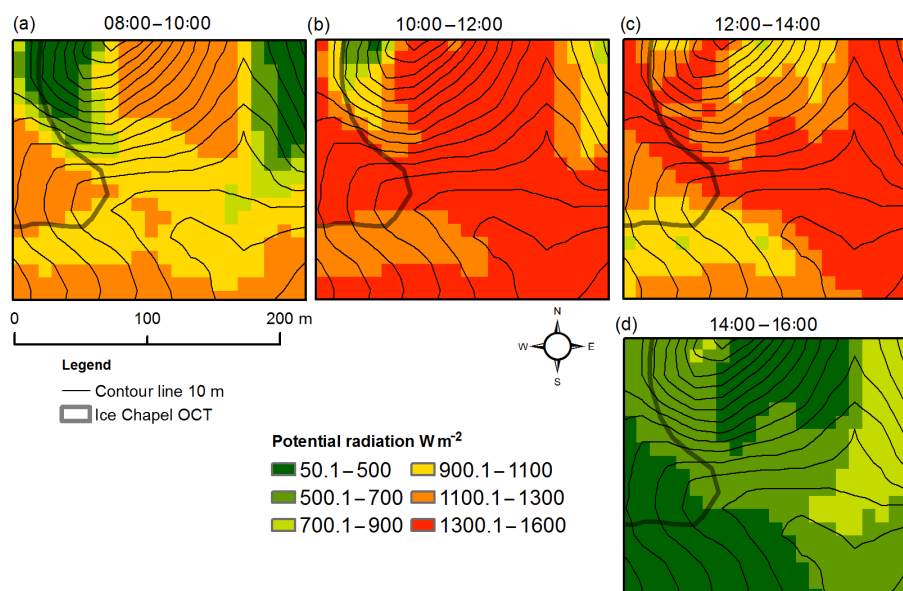 (a) 08:00–10:00
(b) 10:00–12:00
(c) 12:00–14:00
0 100 200 m
N
W E
S
(d) 14:00–16:00
Legend
Contour line 10 m
Ice Chapel OCT
Potential radiation W m⁻²
50.1–500 900.1–1100
500.1–700 1100.1–1300
700.1–900 1300.1–1600